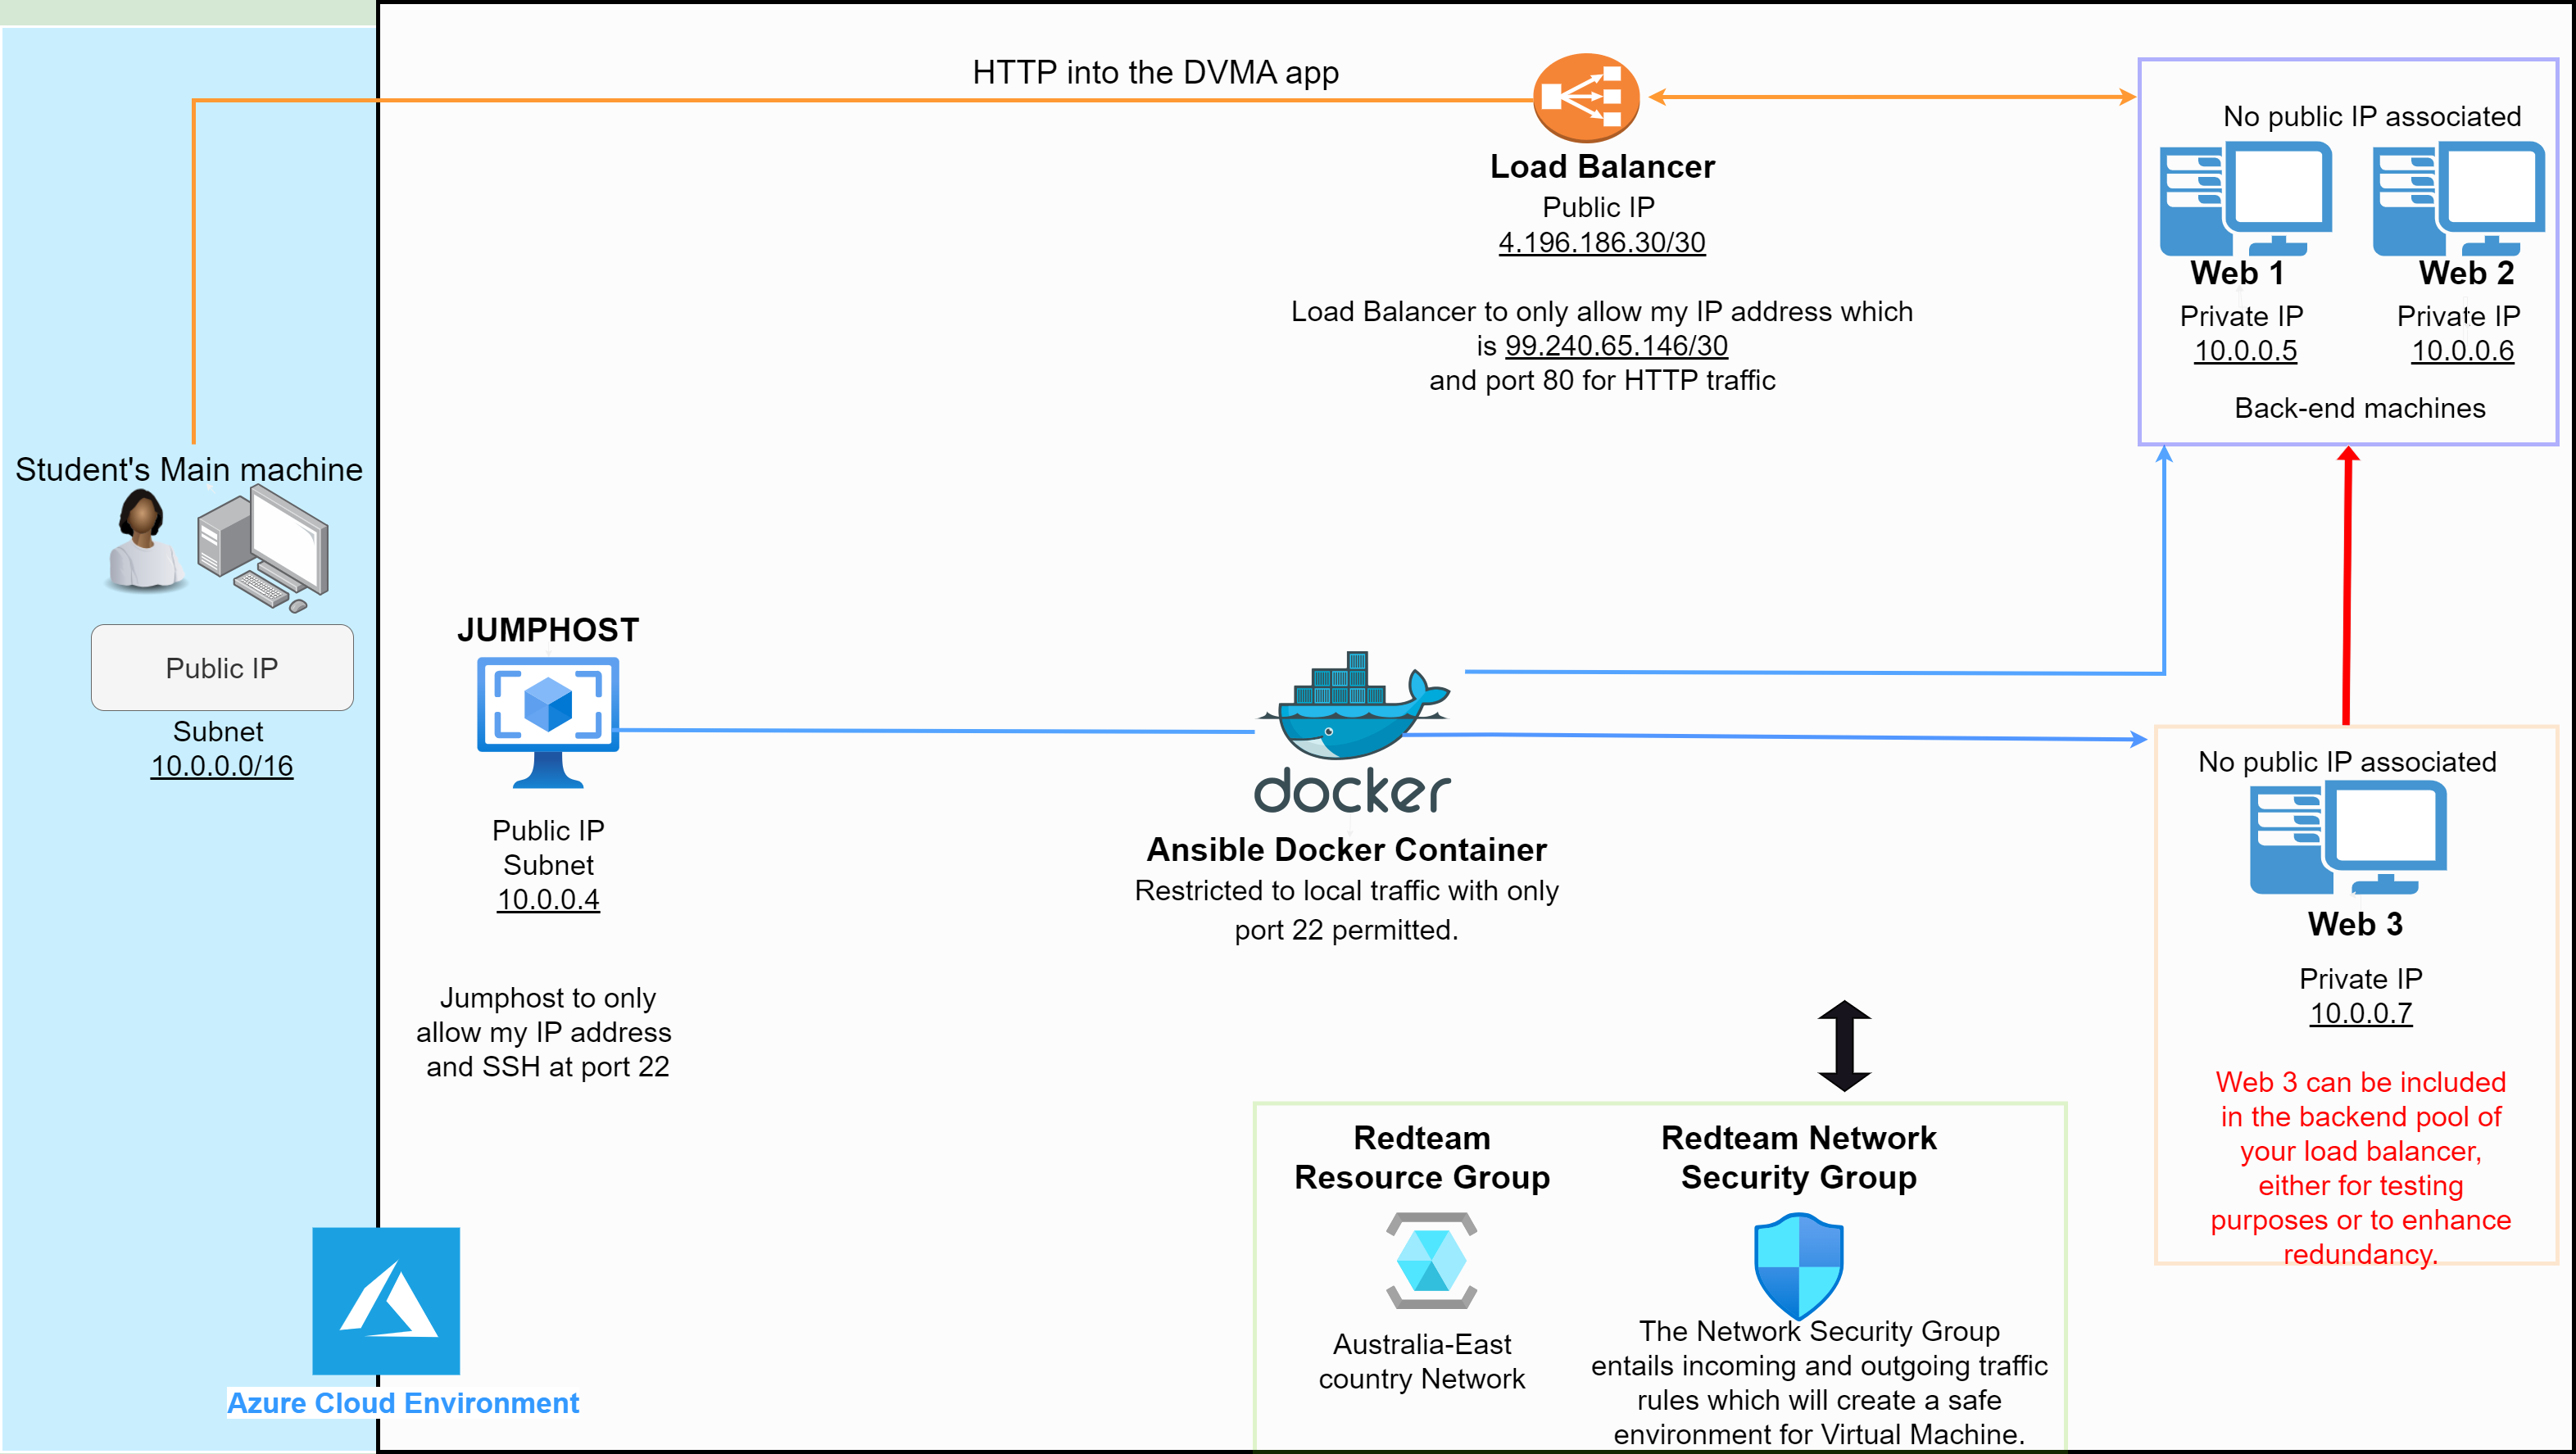 HTTP into the DVMA app
Load Balancer
Public IP
4.196.186.30/30
Load Balancer to only allow my IP address which
is 99.240.65.146/30
and port 80 for HTTP traffic
No public IP associated
Web 1
Private IP
10.0.0.5
Web 2
Private IP
10.0.0.6
Back-end machines
Student's Main machine
Public IP
Subnet
10.0.0.0/16
JUMPHOST
Public IP
Subnet
10.0.0.4
Jumphost to only
allow my IP address
and SSH at port 22
docker
Ansible Docker Container
Restricted to local traffic with only
port 22 permitted.
No public IP associated
Web 3
Private IP
10.0.0.7
Web 3 can be included
in the backend pool of
your load balancer,
either for testing
purposes or to enhance
redundancy.
Redteam
Resource Group
Australia-East
country Network
Redteam Network
Security Group
The Network Security Group
entails incoming and outgoing traffic
rules which will create a safe
environment for Virtual Machine.
Azure Cloud Environment